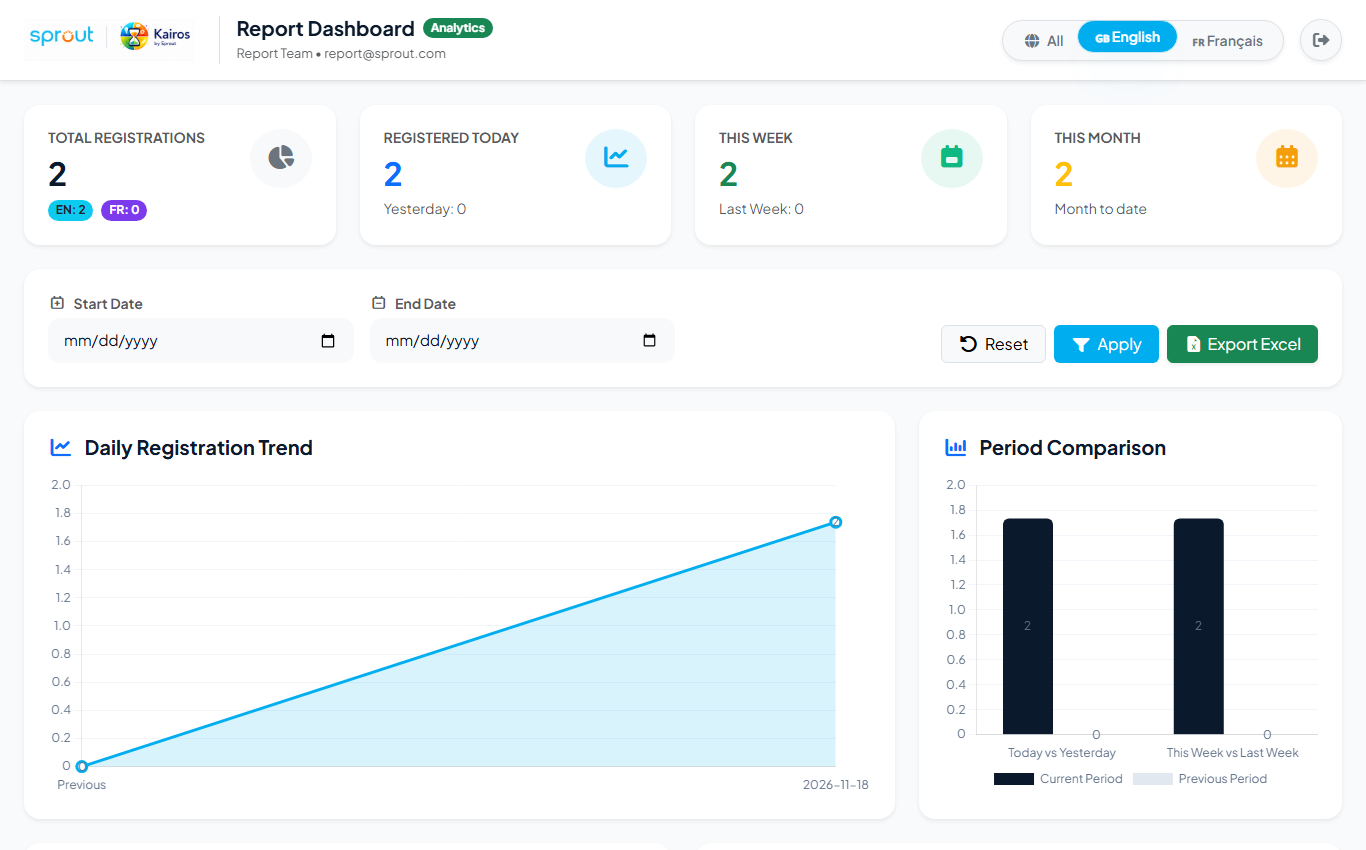 sprout
Kairos
by Sprout
Report Dashboard
Analytics
Report Team • report@sprout.com
All
GB English
FR Français
TOTAL REGISTRATIONS
2
EN: 2
FR: 0
REGISTERED TODAY
2
Yesterday: 0
THIS WEEK
2
Last Week: 0
THIS MONTH
2
Month to date
Start Date
mm/dd/yyyy
End Date
mm/dd/yyyy
Reset
Apply
Export Excel
Daily Registration Trend
2.0
1.8
1.6
1.4
1.2
1.0
0.8
0.6
0.4
0.2
0
0
2
Previous
2026-11-18
Period Comparison
2.0
1.8
1.6
1.4
1.2
1.0
0.8
0.6
0.4
0.2
0
2
0
2
0
Today vs Yesterday
This Week vs Last Week
Current Period
Previous Period